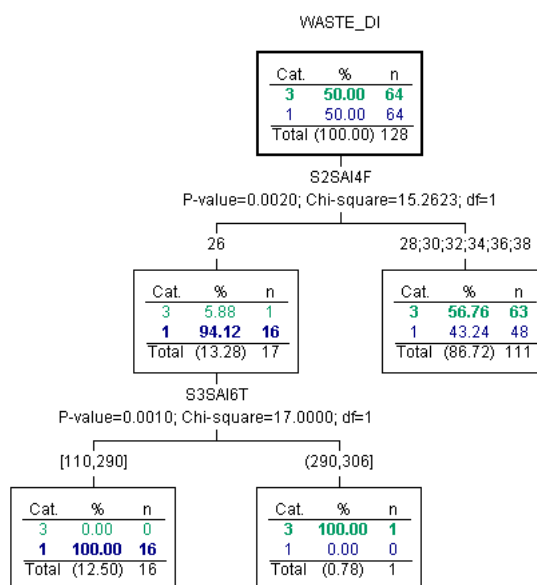 WASTE_DI
Cat. % n
3 50.00 64
1 50.00 64
Total (100.00) 128
S2SAI4F
P-value=0.0020; Chi-square=15.2623; df=1
26
28;30;32;34;36;38
Cat. % n
3 5.88 1
1 94.12 16
Total (13.28) 17
Cat. % n
3 56.76 63
1 43.24 48
Total (86.72) 111
S3SAI6T
P-value=0.0010; Chi-square=17.0000; df=1
[110,290]
(290,306]
Cat. % n
3 0.00 0
1 100.00 16
Total (12.50) 16
Cat. % n
3 100.00 1
1 0.00 0
Total (0.78) 1